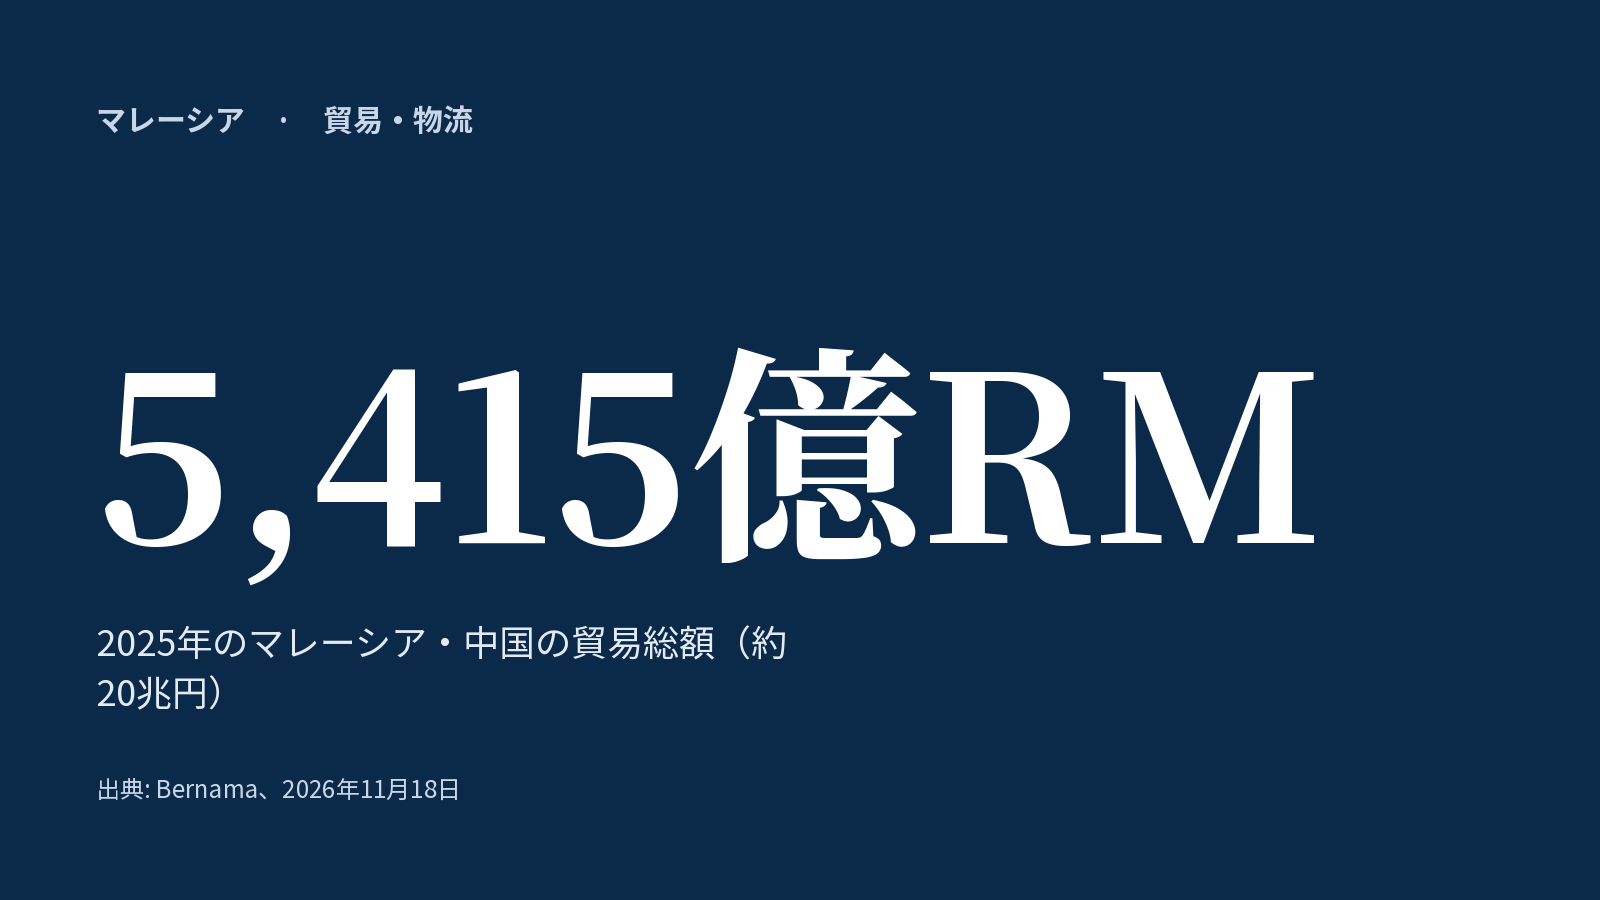 マレーシア · 貿易・物流
5,415億RM
2025年のマレーシア・中国の貿易総額（約
20兆円）
出典: Bernama、2026年11月18日